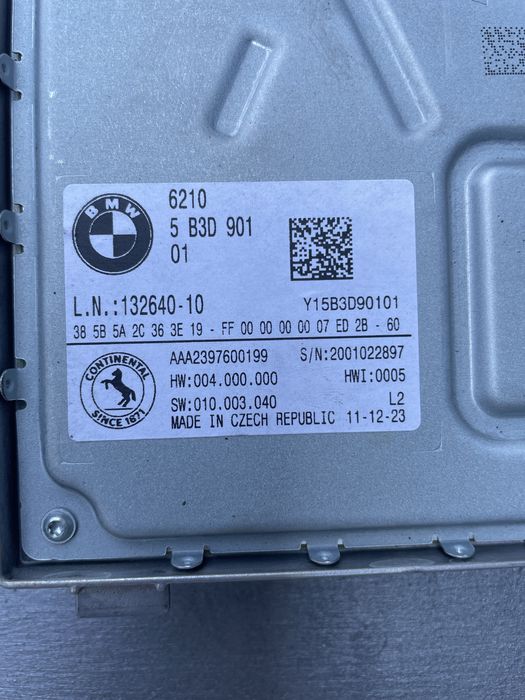 BMW
6210
5 B3D 901
01
L.N.:132640-10
Y15B3D90101
38 5B 5A 2C 36 3E 19 - FF 00 00 00 00 07 ED 2B - 60
CONTINENTAL
SINCE 1871
AAA2397600199 S/N:2001022897
HW:004.000.000 HWI:0005
SW:010.003.040 L2
MADE IN CZECH REPUBLIC 11-12-23